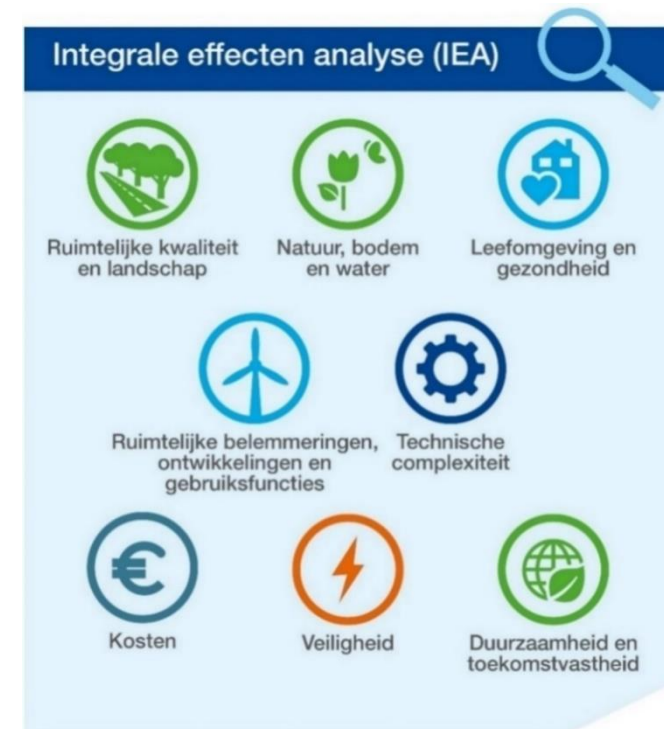 Integrale effecten analyse (IEA)
Ruimtelijke kwaliteit
en landschap
Natuur, bodem
en water
Leefomgeving en
gezondheid
Ruimtelijke belemmeringen,
ontwikkelingen en
gebruiksfuncties
Technische
complexiteit
€
Kosten
Veiligheid
Duurzaamheid en
toekomstvastheid